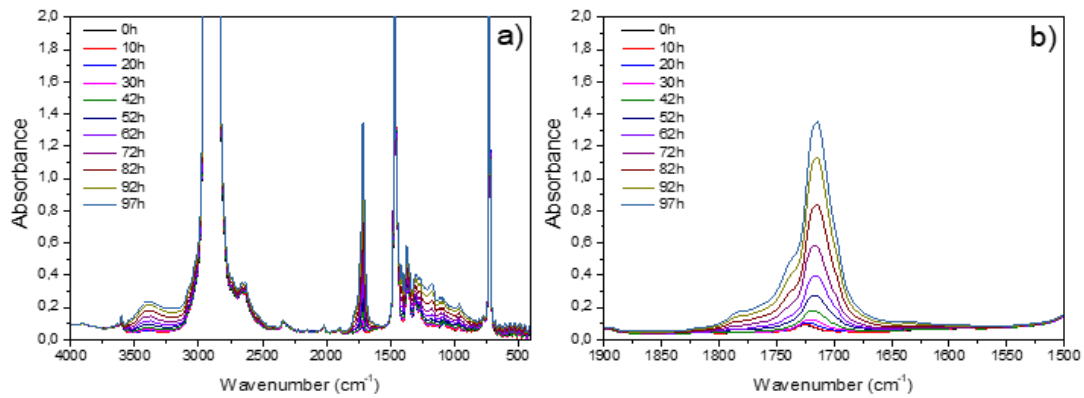 a)
2,0
1,8
1,6
1,4
1,2
1,0
0,8
0,6
0,4
0,2
0,0
Absorbance
0h
10h
20h
30h
42h
52h
62h
72h
82h
92h
97h
4000 3500 3000 2500 2000 1500 1000 500
Wavenumber (cm⁻¹)
b)
2,0
1,8
1,6
1,4
1,2
1,0
0,8
0,6
0,4
0,2
0,0
Absorbance
0h
10h
20h
30h
42h
52h
62h
72h
82h
92h
97h
1900 1850 1800 1750 1700 1650 1600 1550 1500
Wavenumber (cm⁻¹)